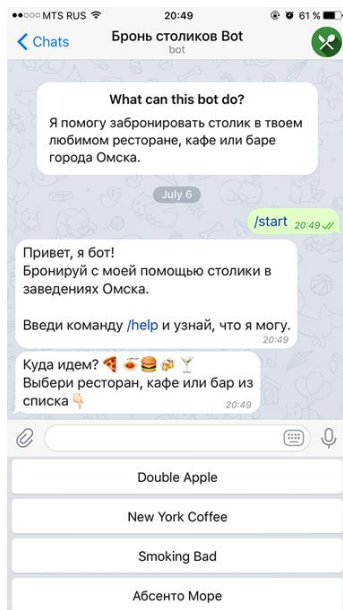 MTS RUS 20:49 61 %
Chats Бронь столиков Bot
bot
What can this bot do?
Я помогу забронировать столик в твоем
любимом ресторане, кафе или баре
города Омска.
July 6
/start 20:49
Привет, я бот!
Бронируй с моей помощью столики в
заведениях Омска.
Введи команду /help и узнай, что я могу.
20:49
Куда идем? 🍕🍝🍔🍻🍸
Выбери ресторан, кафе или бар из
списка👇🏻 20:49
Double Apple
New York Coffee
Smoking Bad
Абсенто Море